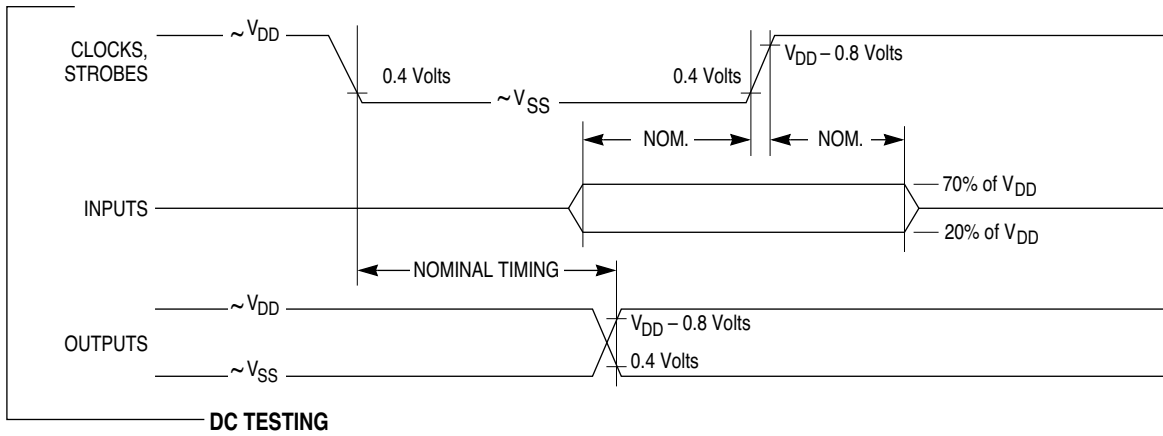 CLOCKS,
STROBES
~ VDD
0.4 Volts
~ VSS
0.4 Volts
VDD – 0.8 Volts
NOM.
NOM.
INPUTS
70% of VDD
20% of VDD
NOMINAL TIMING
OUTPUTS
~ VDD
VDD – 0.8 Volts
0.4 Volts
~ VSS
DC TESTING